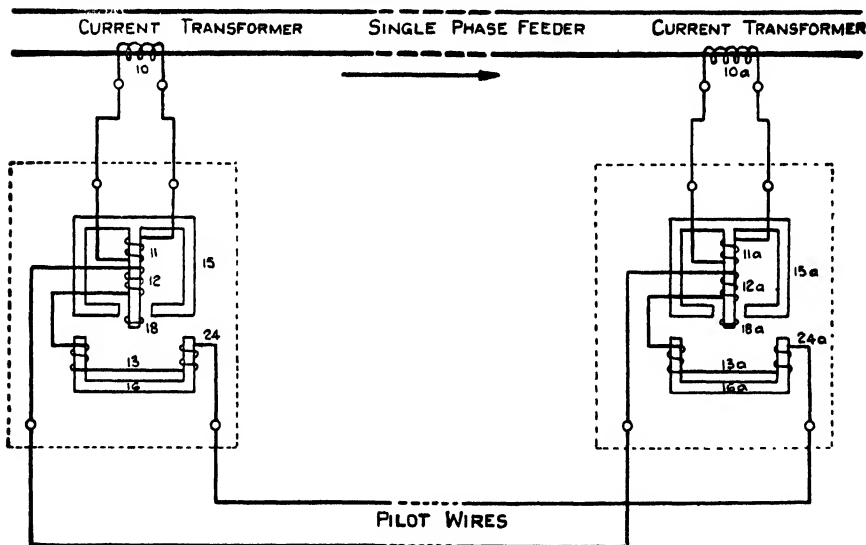 CURRENT TRANSFORMER SINGLE PHASE FEEDER CURRENT TRANSFORMER
10 10a
11 15 11a 15a
12 12a
18 18a
24 24a
13 13a
16 16a
PILOT WIRES